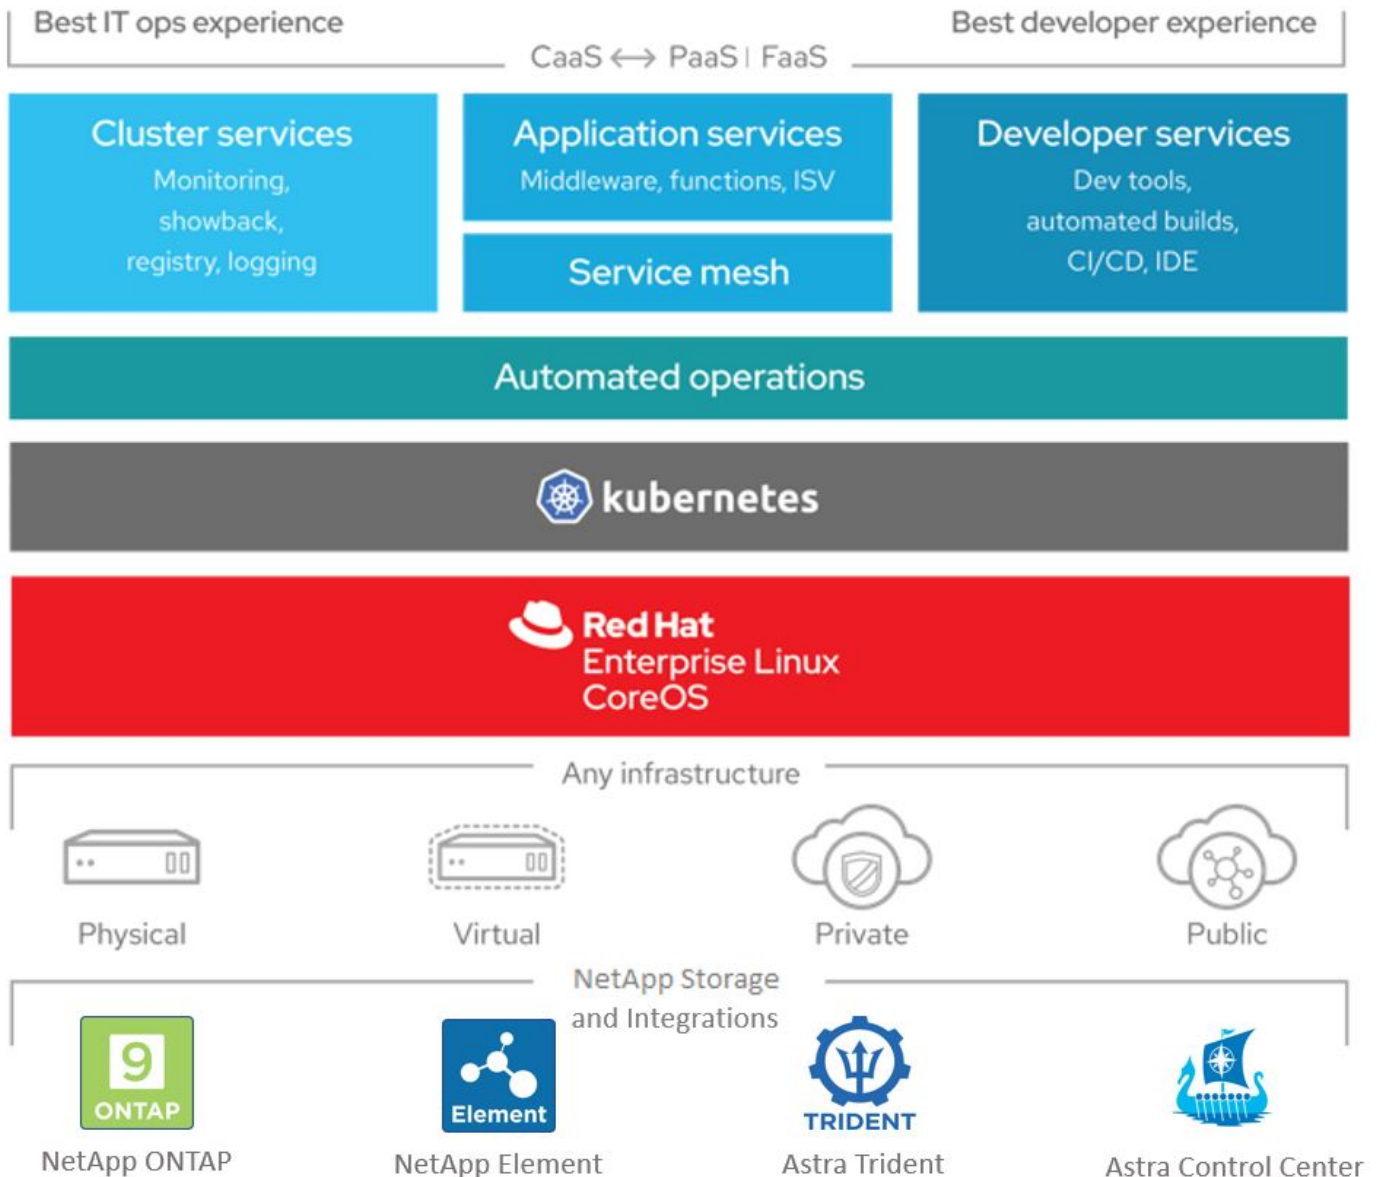 Best IT ops experience
Best developer experience
CaaS ↔ PaaS | FaaS
Cluster services
Monitoring,
showback,
registry, logging
Application services
Middleware, functions, ISV
Service mesh
Developer services
Dev tools,
automated builds,
CI/CD, IDE
Automated operations
kubernetes
Red Hat
Enterprise Linux
CoreOS
Any infrastructure
Physical
Virtual
Private
Public
NetApp Storage
and Integrations
9
ONTAP
NetApp ONTAP
Element
NetApp Element
TRIDENT
Astra Trident
Astra Control Center